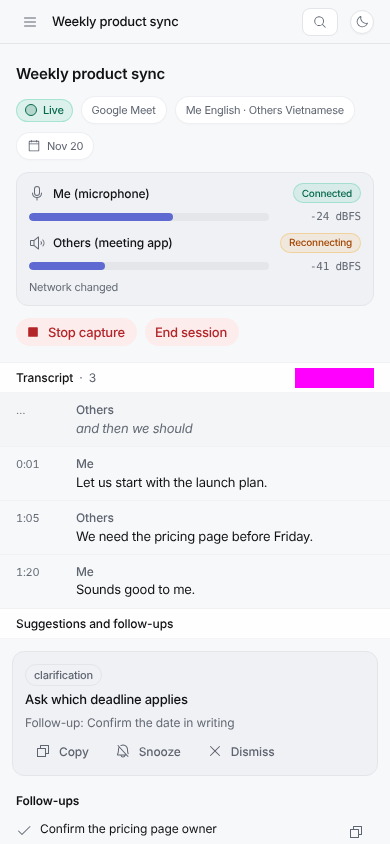 Weekly product sync
Weekly product sync
Live
Google Meet
Me English · Others Vietnamese
Nov 20
Me (microphone)
Connected
-24 dBFS
Others (meeting app)
Reconnecting
-41 dBFS
Network changed
Stop capture
End session
Transcript · 3
... Others
and then we should
0:01 Me
Let us start with the launch plan.
1:05 Others
We need the pricing page before Friday.
1:20 Me
Sounds good to me.
Suggestions and follow-ups
clarification
Ask which deadline applies
Follow-up: Confirm the date in writing
Copy
Snooze
Dismiss
Follow-ups
Confirm the pricing page owner